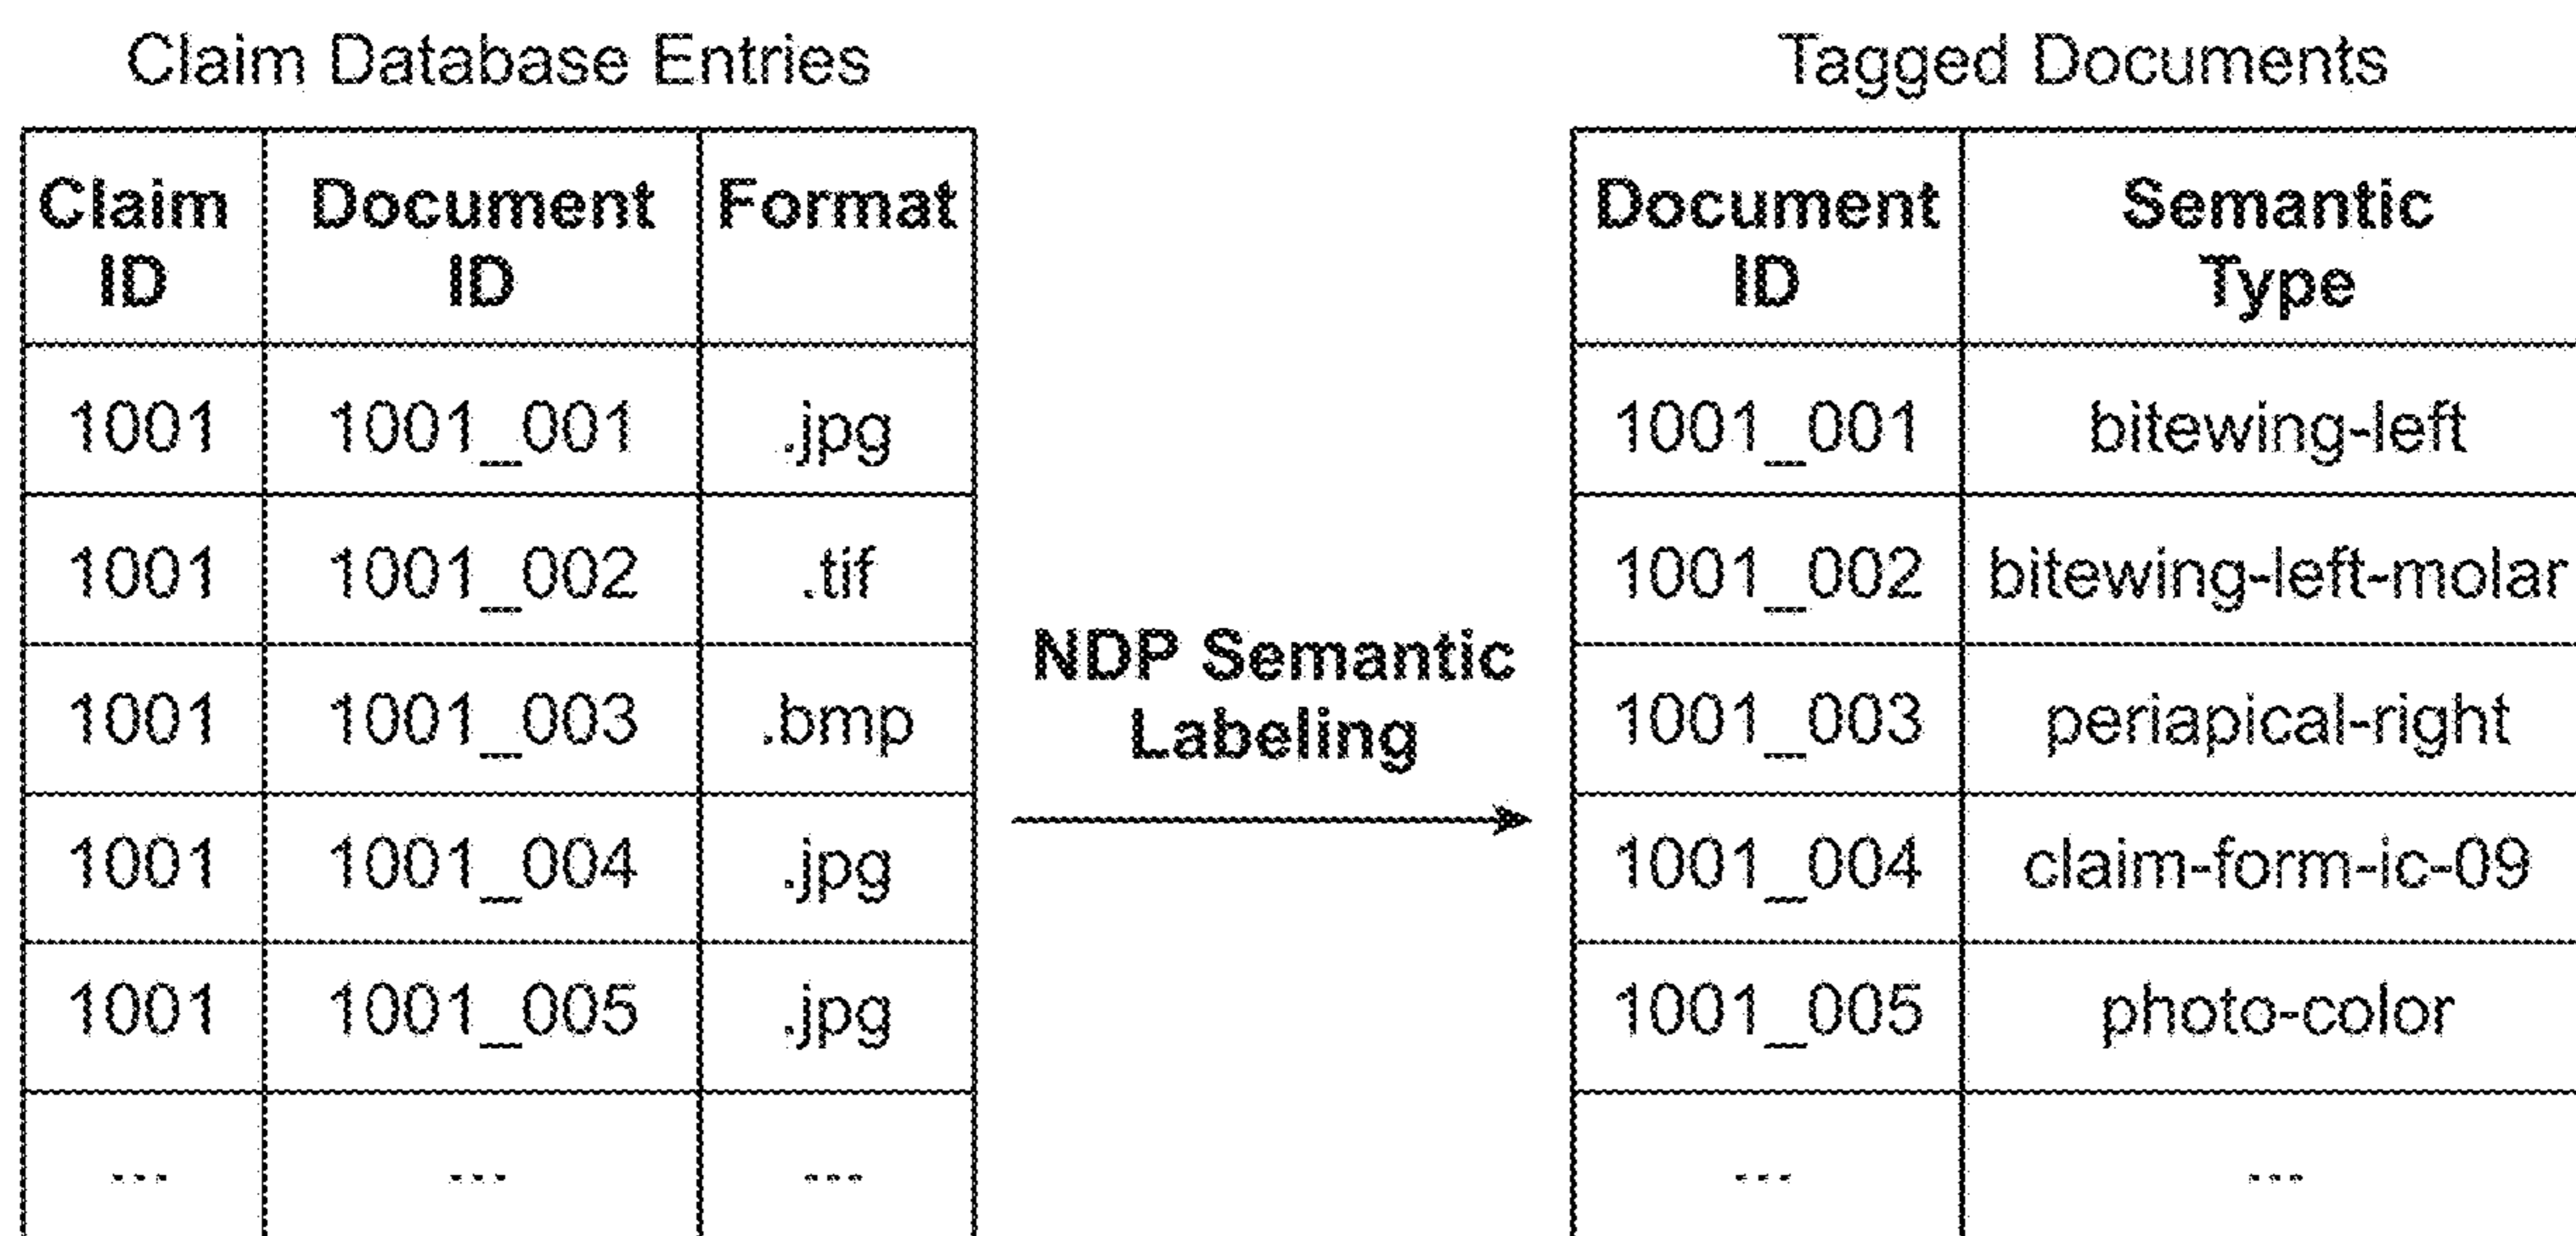 Claim Database Entries
Claim ID Document ID Format
1001 1001_001 .jpg
1001 1001_002 .tif
1001 1001_003 .bmp
1001 1001_004 .jpg
1001 1001_005 .jpg
... ... ...
NDP Semantic
Labeling
Tagged Documents
Document ID Semantic Type
1001_001 bitewing-left
1001_002 bitewing-left-molar
1001_003 periapical-right
1001_004 claim-form-ic-09
1001_005 photo-color
... ...